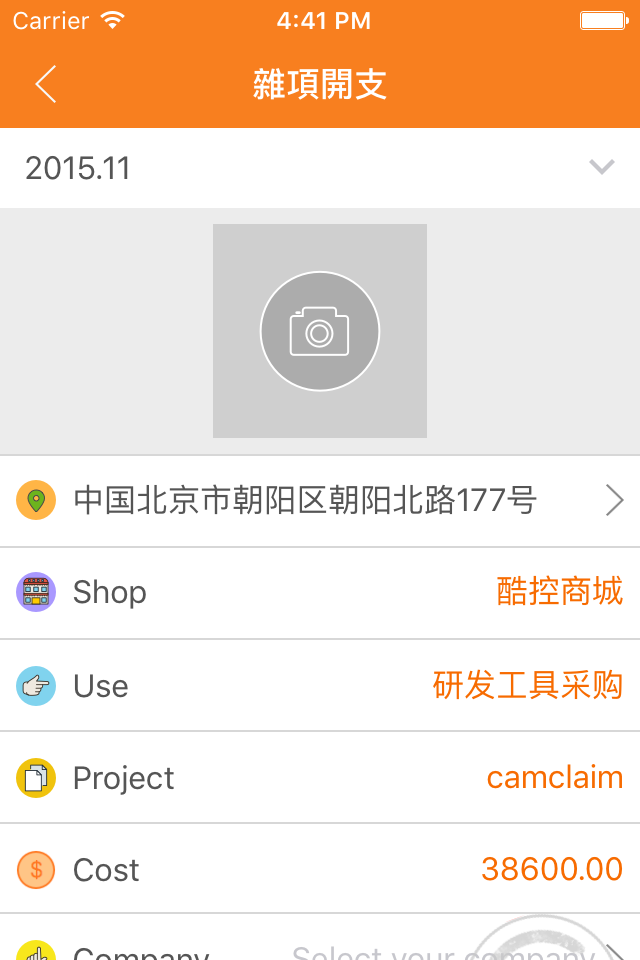 Carrier 4:41 PM
雜項開支
2015.11
中国北京市朝阳区朝阳北路177号
Shop 酷控商城
Use 研发工具采购
Project camclaim
$ Cost 38600.00
Company Select your company